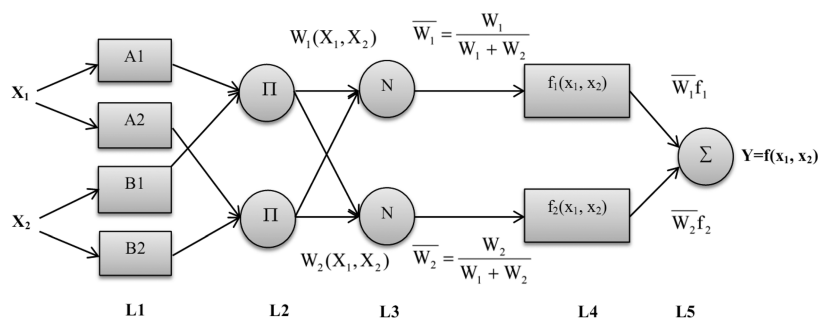 W₁(X₁, X₂)
W̅₁ = W₁ / (W₁ + W₂)
A1
X₁
Π
N
f₁(x₁, x₂)
W̅₁f₁
A2
Σ
Y=f(x₁, x₂)
B1
X₂
Π
N
f₂(x₁, x₂)
W̅₂f₂
B2
W₂(X₁, X₂)
W̅₂ = W₂ / (W₁ + W₂)
L1 L2 L3 L4 L5